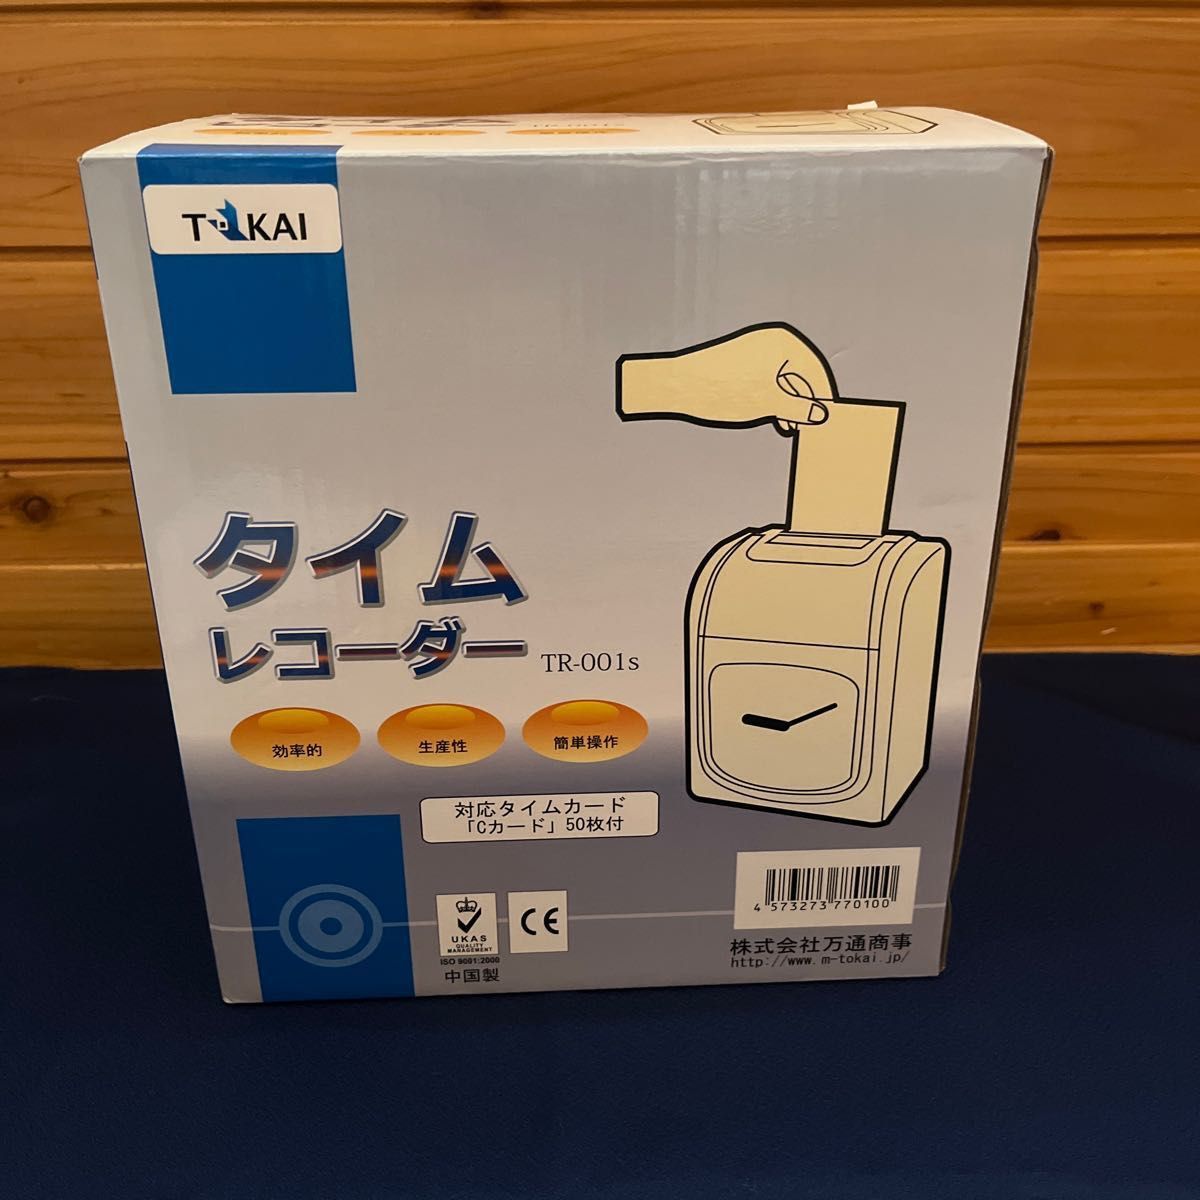 TR-001s
TOKAI
タイム
レコーダー TR-001s
効率的 生産性 簡単操作
対応タイムカード
「Cカード」50枚付
UKAS
QUALITY
MANAGEMENT
ISO 9001:2000
中国製
CE
4 573273 770100
株式会社万通商事
http://www.m-tokai.jp/